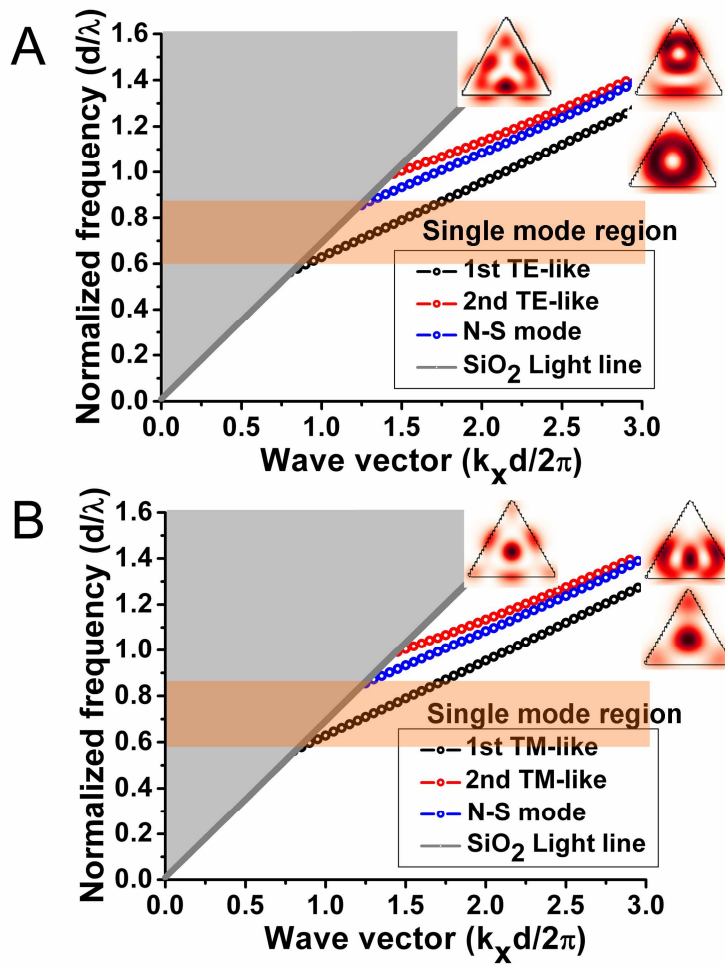 A
Normalized frequency (d/λ)
1.6
1.4
1.2
1.0
0.8
0.6
0.4
0.2
0.0
Single mode region
1st TE-like
2nd TE-like
N-S mode
SiO2 Light line
0.0 0.5 1.0 1.5 2.0 2.5 3.0
Wave vector (kxd/2π)
B
Normalized frequency (d/λ)
1.6
1.4
1.2
1.0
0.8
0.6
0.4
0.2
0.0
Single mode region
1st TM-like
2nd TM-like
N-S mode
SiO2 Light line
0.0 0.5 1.0 1.5 2.0 2.5 3.0
Wave vector (kxd/2π)